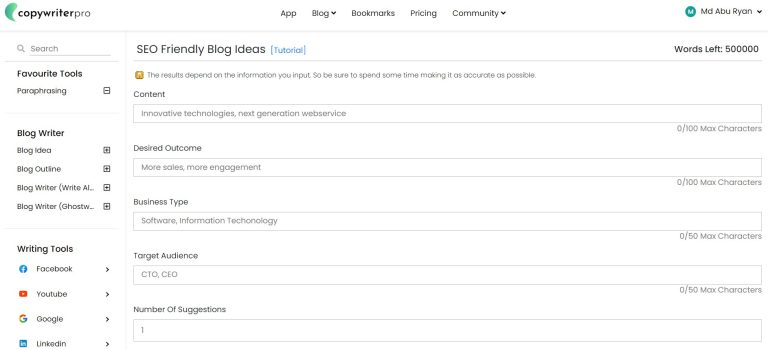 copywriterpro
App
Blog
Bookmarks
Pricing
Community
M
Md Abu Ryan
Search
Favourite Tools
Paraphrasing
Blog Writer
Blog Idea
Blog Outline
Blog Writer (Write Al...
Blog Writer (Ghostw...
Writing Tools
Facebook
Youtube
Google
Linkedin
SEO Friendly Blog Ideas [Tutorial]
Words Left: 500000
The results depend on the information you input. So be sure to spend some time making it as accurate as possible.
Content
Innovative technologies, next generation webservice
0/100 Max Characters
Desired Outcome
More sales, more engagement
0/100 Max Characters
Business Type
Software, Information Techonology
0/50 Max Characters
Target Audience
CTO, CEO
0/50 Max Characters
Number Of Suggestions
1